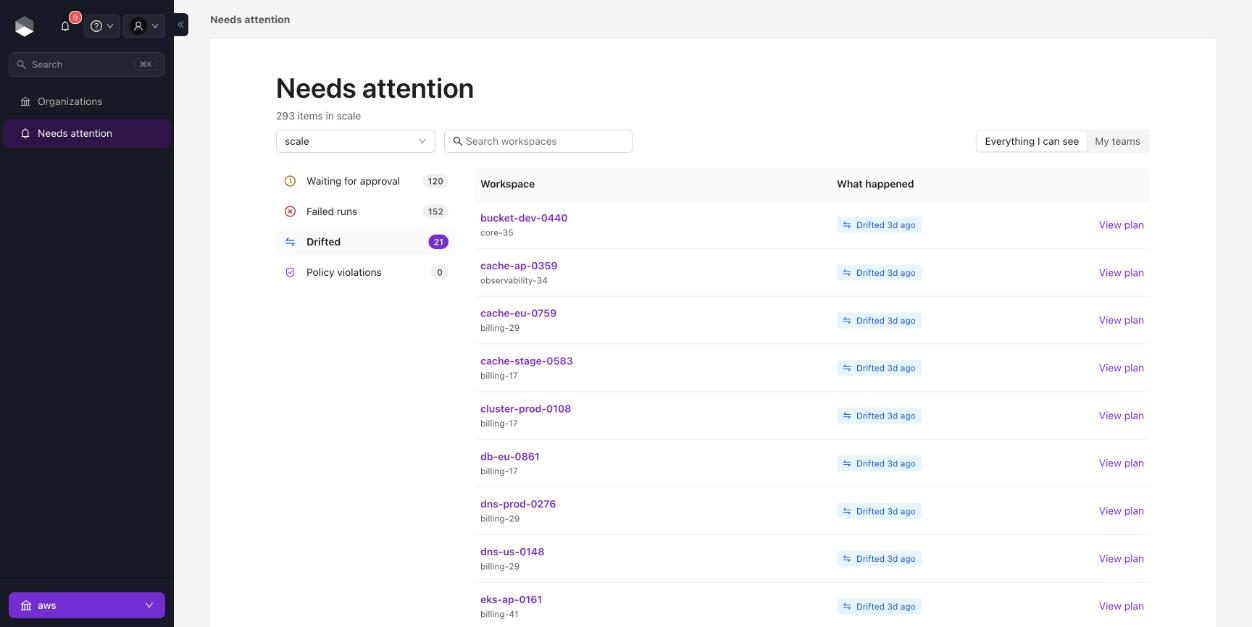 9
Search
⌘K
Organizations
Needs attention
aws
Needs attention
Needs attention
293 items in scale
scale
Search workspaces
Everything I can see
My teams
Waiting for approval 120
Failed runs 152
Drifted 21
Policy violations 0
Workspace What happened
bucket-dev-0440
core-35
Drifted 3d ago
View plan
cache-ap-0359
observability-34
Drifted 3d ago
View plan
cache-eu-0759
billing-29
Drifted 3d ago
View plan
cache-stage-0583
billing-17
Drifted 3d ago
View plan
cluster-prod-0108
billing-17
Drifted 3d ago
View plan
db-eu-0861
billing-17
Drifted 3d ago
View plan
dns-prod-0276
billing-29
Drifted 3d ago
View plan
dns-us-0148
billing-29
Drifted 3d ago
View plan
eks-ap-0161
billing-41
Drifted 3d ago
View plan